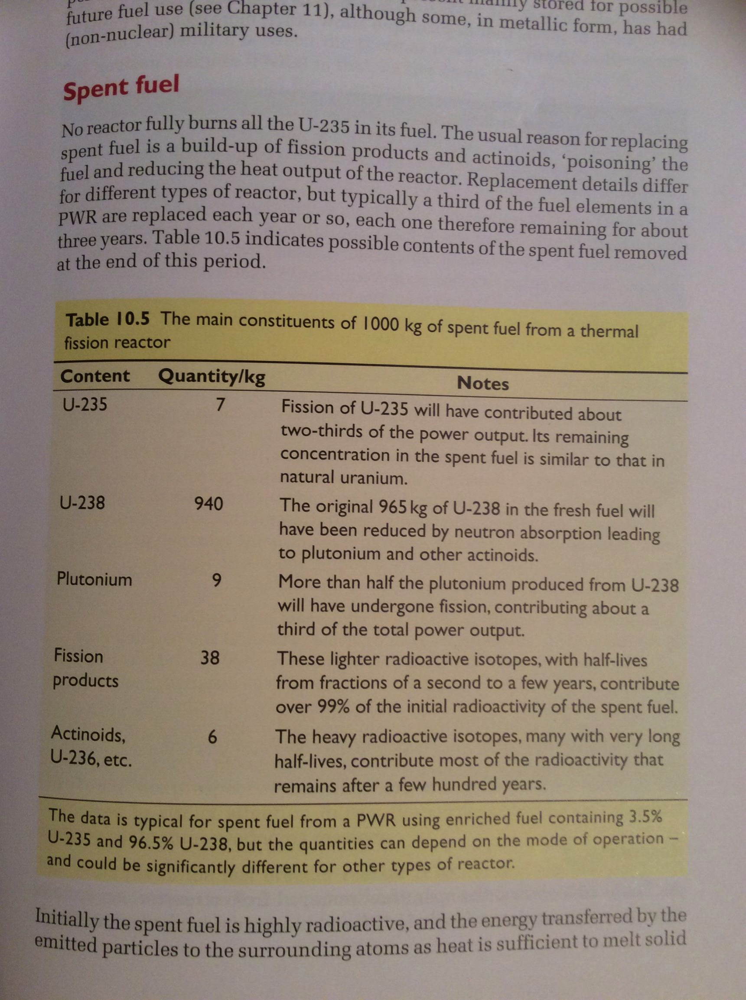 mainly stored for possible
future fuel use (see Chapter 11), although some, in metallic form, has had
(non-nuclear) military uses.
Spent fuel
No reactor fully burns all the U-235 in its fuel. The usual reason for replacing
spent fuel is a build-up of fission products and actinoids, ‘poisoning’ the
fuel and reducing the heat output of the reactor. Replacement details differ
for different types of reactor, but typically a third of the fuel elements in a
PWR are replaced each year or so, each one therefore remaining for about
three years. Table 10.5 indicates possible contents of the spent fuel removed
at the end of this period.
Table 10.5 The main constituents of 1000 kg of spent fuel from a thermal
fission reactor
Content Quantity/kg Notes
U-235 7 Fission of U-235 will have contributed about
two-thirds of the power output. Its remaining
concentration in the spent fuel is similar to that in
natural uranium.
U-238 940 The original 965 kg of U-238 in the fresh fuel will
have been reduced by neutron absorption leading
to plutonium and other actinoids.
Plutonium 9 More than half the plutonium produced from U-238
will have undergone fission, contributing about a
third of the total power output.
Fission 38 These lighter radioactive isotopes, with half-lives
products from fractions of a second to a few years, contribute
over 99% of the initial radioactivity of the spent fuel.
Actinoids, 6 The heavy radioactive isotopes, many with very long
U-236, etc. half-lives, contribute most of the radioactivity that
remains after a few hundred years.
The data is typical for spent fuel from a PWR using enriched fuel containing 3.5%
U-235 and 96.5% U-238, but the quantities can depend on the mode of operation –
and could be significantly different for other types of reactor.
Initially the spent fuel is highly radioactive, and the energy transferred by the
emitted particles to the surrounding atoms as heat is sufficient to melt solid